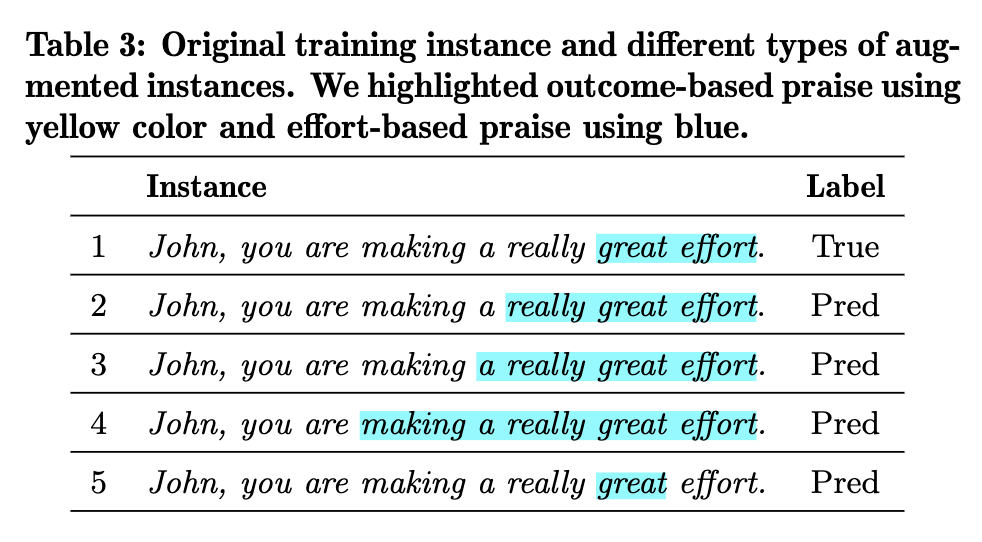 Table 3: Original training instance and different types of aug-
mented instances. We highlighted outcome-based praise using
yellow color and effort-based praise using blue.
Instance Label
1 John, you are making a really great effort. True
2 John, you are making a really great effort. Pred
3 John, you are making a really great effort. Pred
4 John, you are making a really great effort. Pred
5 John, you are making a really great effort. Pred